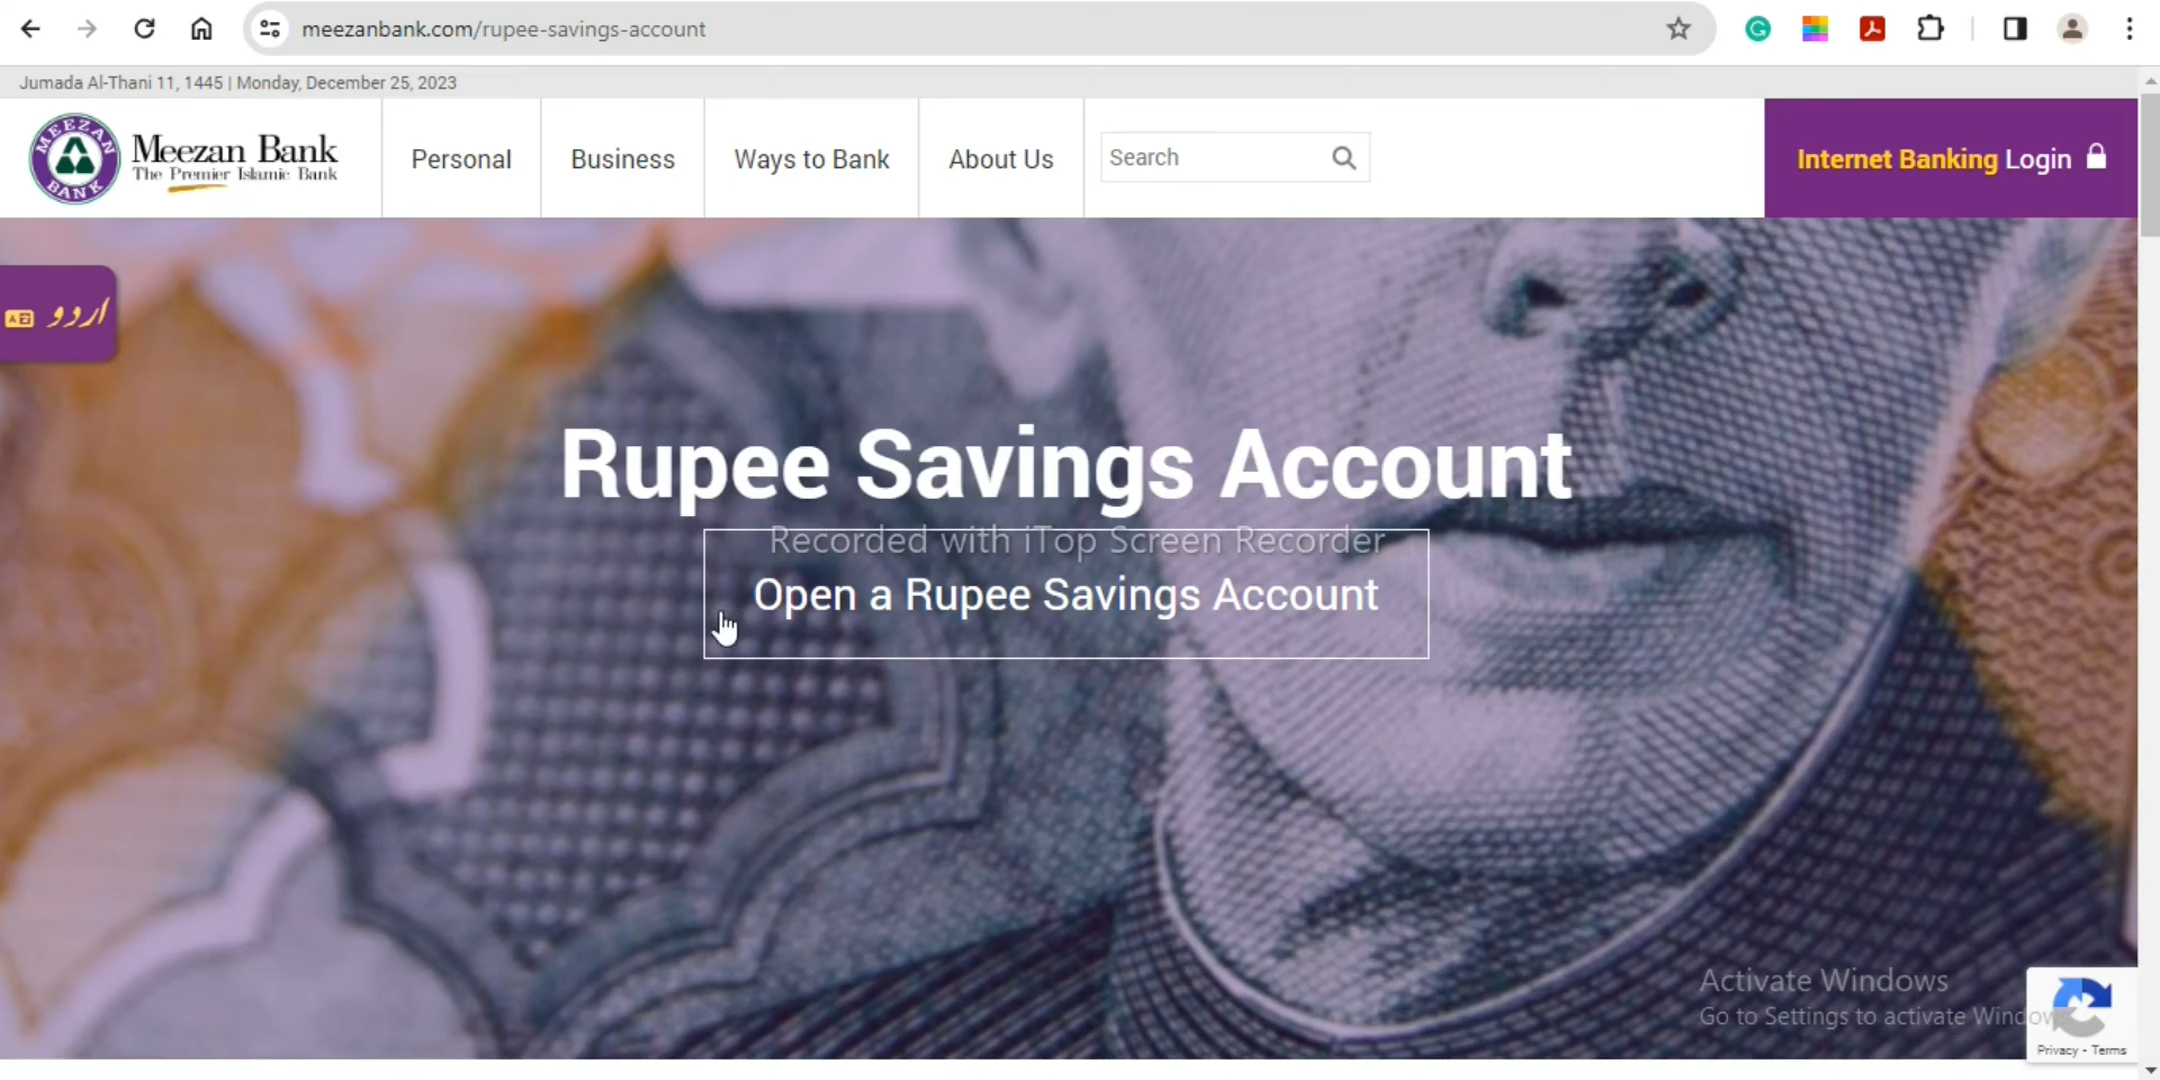 meezanbank.com/rupee-savings-account
Jumada Al-Thani 11, 1445 | Monday, December 25, 2023
MEEZAN BANK
Meezan Bank
The Premier Islamic Bank
Personal
Business
Ways to Bank
About Us
Search
Internet Banking Login
اردو
Rupee Savings Account
Recorded with iTop Screen Recorder
Open a Rupee Savings Account
Activate Windows
Go to Settings to activate Windows
Privacy - Terms